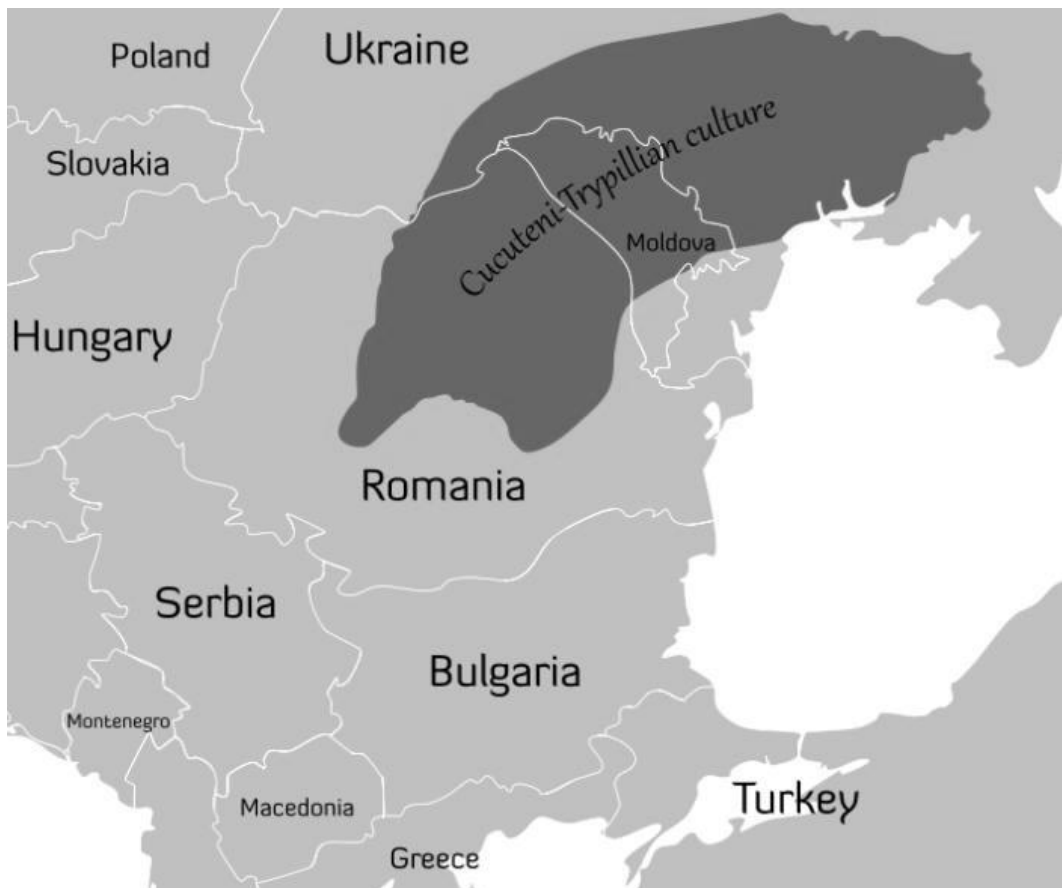 Poland
Ukraine
Slovakia
Cucuteni-Trypillian culture
Moldova
Hungary
Romania
Serbia
Bulgaria
Montenegro
Macedonia
Turkey
Greece